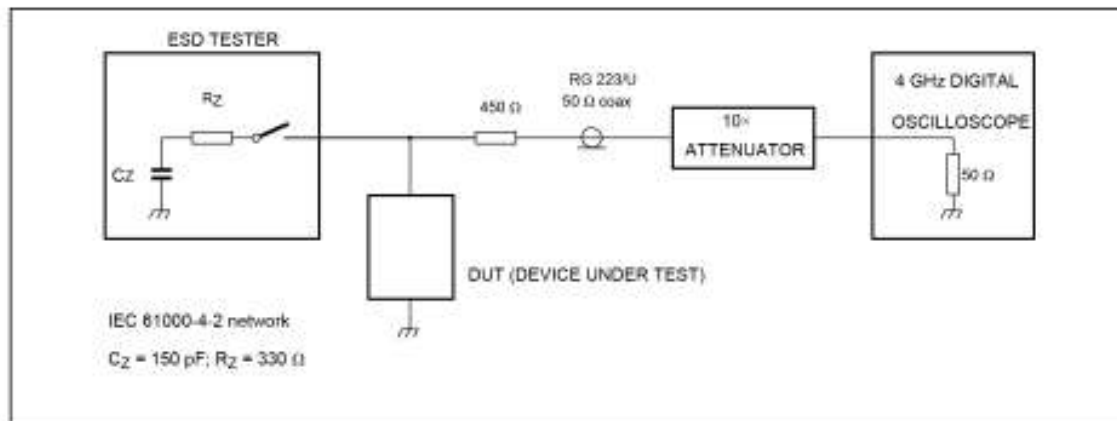 ESD TESTER
RZ
CZ
450 Ω
RG 223/U
50 Ω coax
10×
ATTENUATOR
4 GHz DIGITAL
OSCILLOSCOPE
50 Ω
DUT (DEVICE UNDER TEST)
IEC 61000-4-2 network
CZ = 150 pF; RZ = 330 Ω